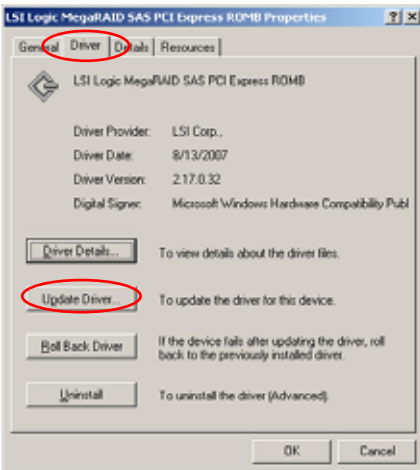 LSI Logic MegaRAID SAS PCI Express ROMB Properties
General Driver Details Resources
LSI Logic MegaRAID SAS PCI Express ROMB
Driver Provider: LSI Corp.,
Driver Date: 8/13/2007
Driver Version: 2.17.0.32
Digital Signer: Microsoft Windows Hardware Compatibility Publ
Driver Details... To view details about the driver files.
Update Driver... To update the driver for this device.
Roll Back Driver If the device fails after updating the driver, roll
back to the previously installed driver.
Uninstall To uninstall the driver (Advanced).
OK Cancel